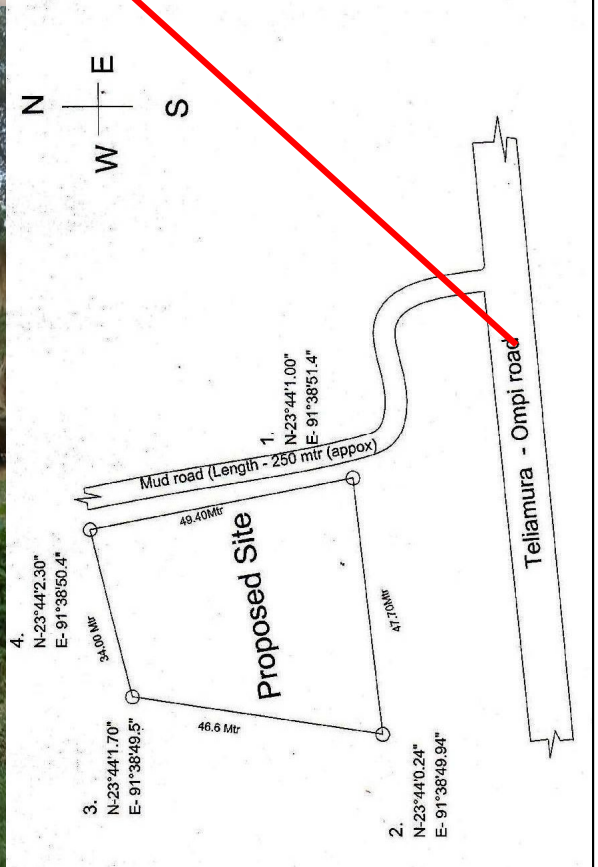 N
W E
S
4.
N-23°44'2.30"
E- 91°38'50.4"
3.
N-23°44'1.70"
E- 91°38'49.5"
34.00 Mtr
49.40Mtr
46.6 Mtr
47.70Mtr
Proposed Site
Mud road (Length - 250 mtr (appox)
1.
N-23°44'1.00"
E- 91°38'51.4"
2.
N-23°44'0.24"
E- 91°38'49.94"
Teliamura - Ompi road